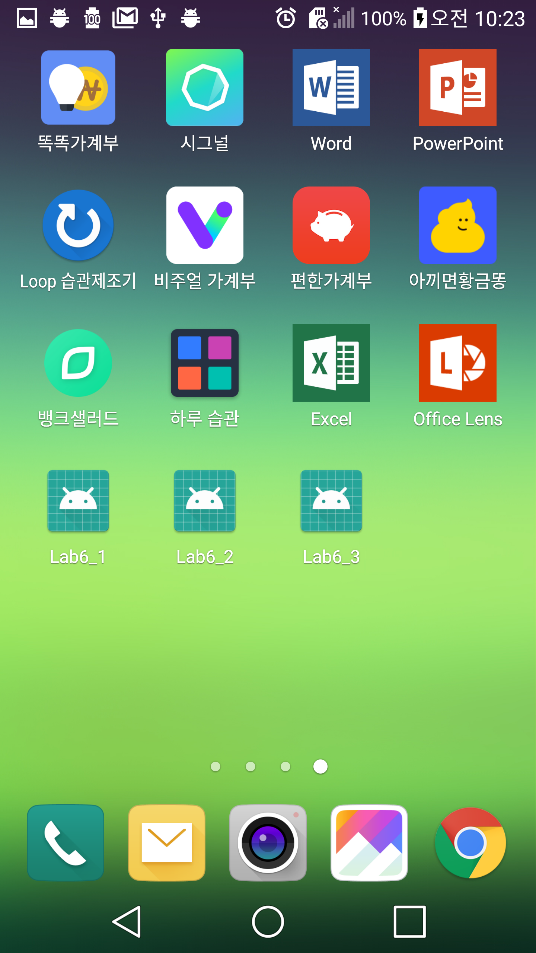 100
100% 오전 10:23
똑똑가계부 시그널 Word PowerPoint
Loop 습관제조기 비주얼 가계부 편한가계부 아끼면황금똥
뱅크샐러드 하루 습관 Excel Office Lens
Lab6_1 Lab6_2 Lab6_3